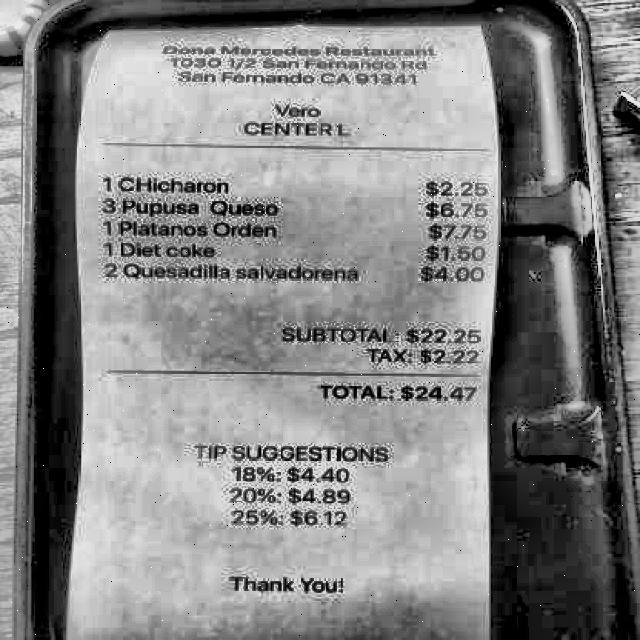 Dona Mercedes Restaurant
1030 1/2 San Fernando Rd
San Fernando CA 91341
Vero
CENTER1
1 CHicharon $2.25
3 Pupusa Queso $6.75
1 Platanos Orden $7.75
1 Diet coke $1.50
2 Quesadilla salvadorena $4.00
SUBTOTAL: $22.25
TAX: $2.22
TOTAL: $24.47
TIP SUGGESTIONS
18%: $4.40
20%: $4.89
25%: $6.12
Thank You!